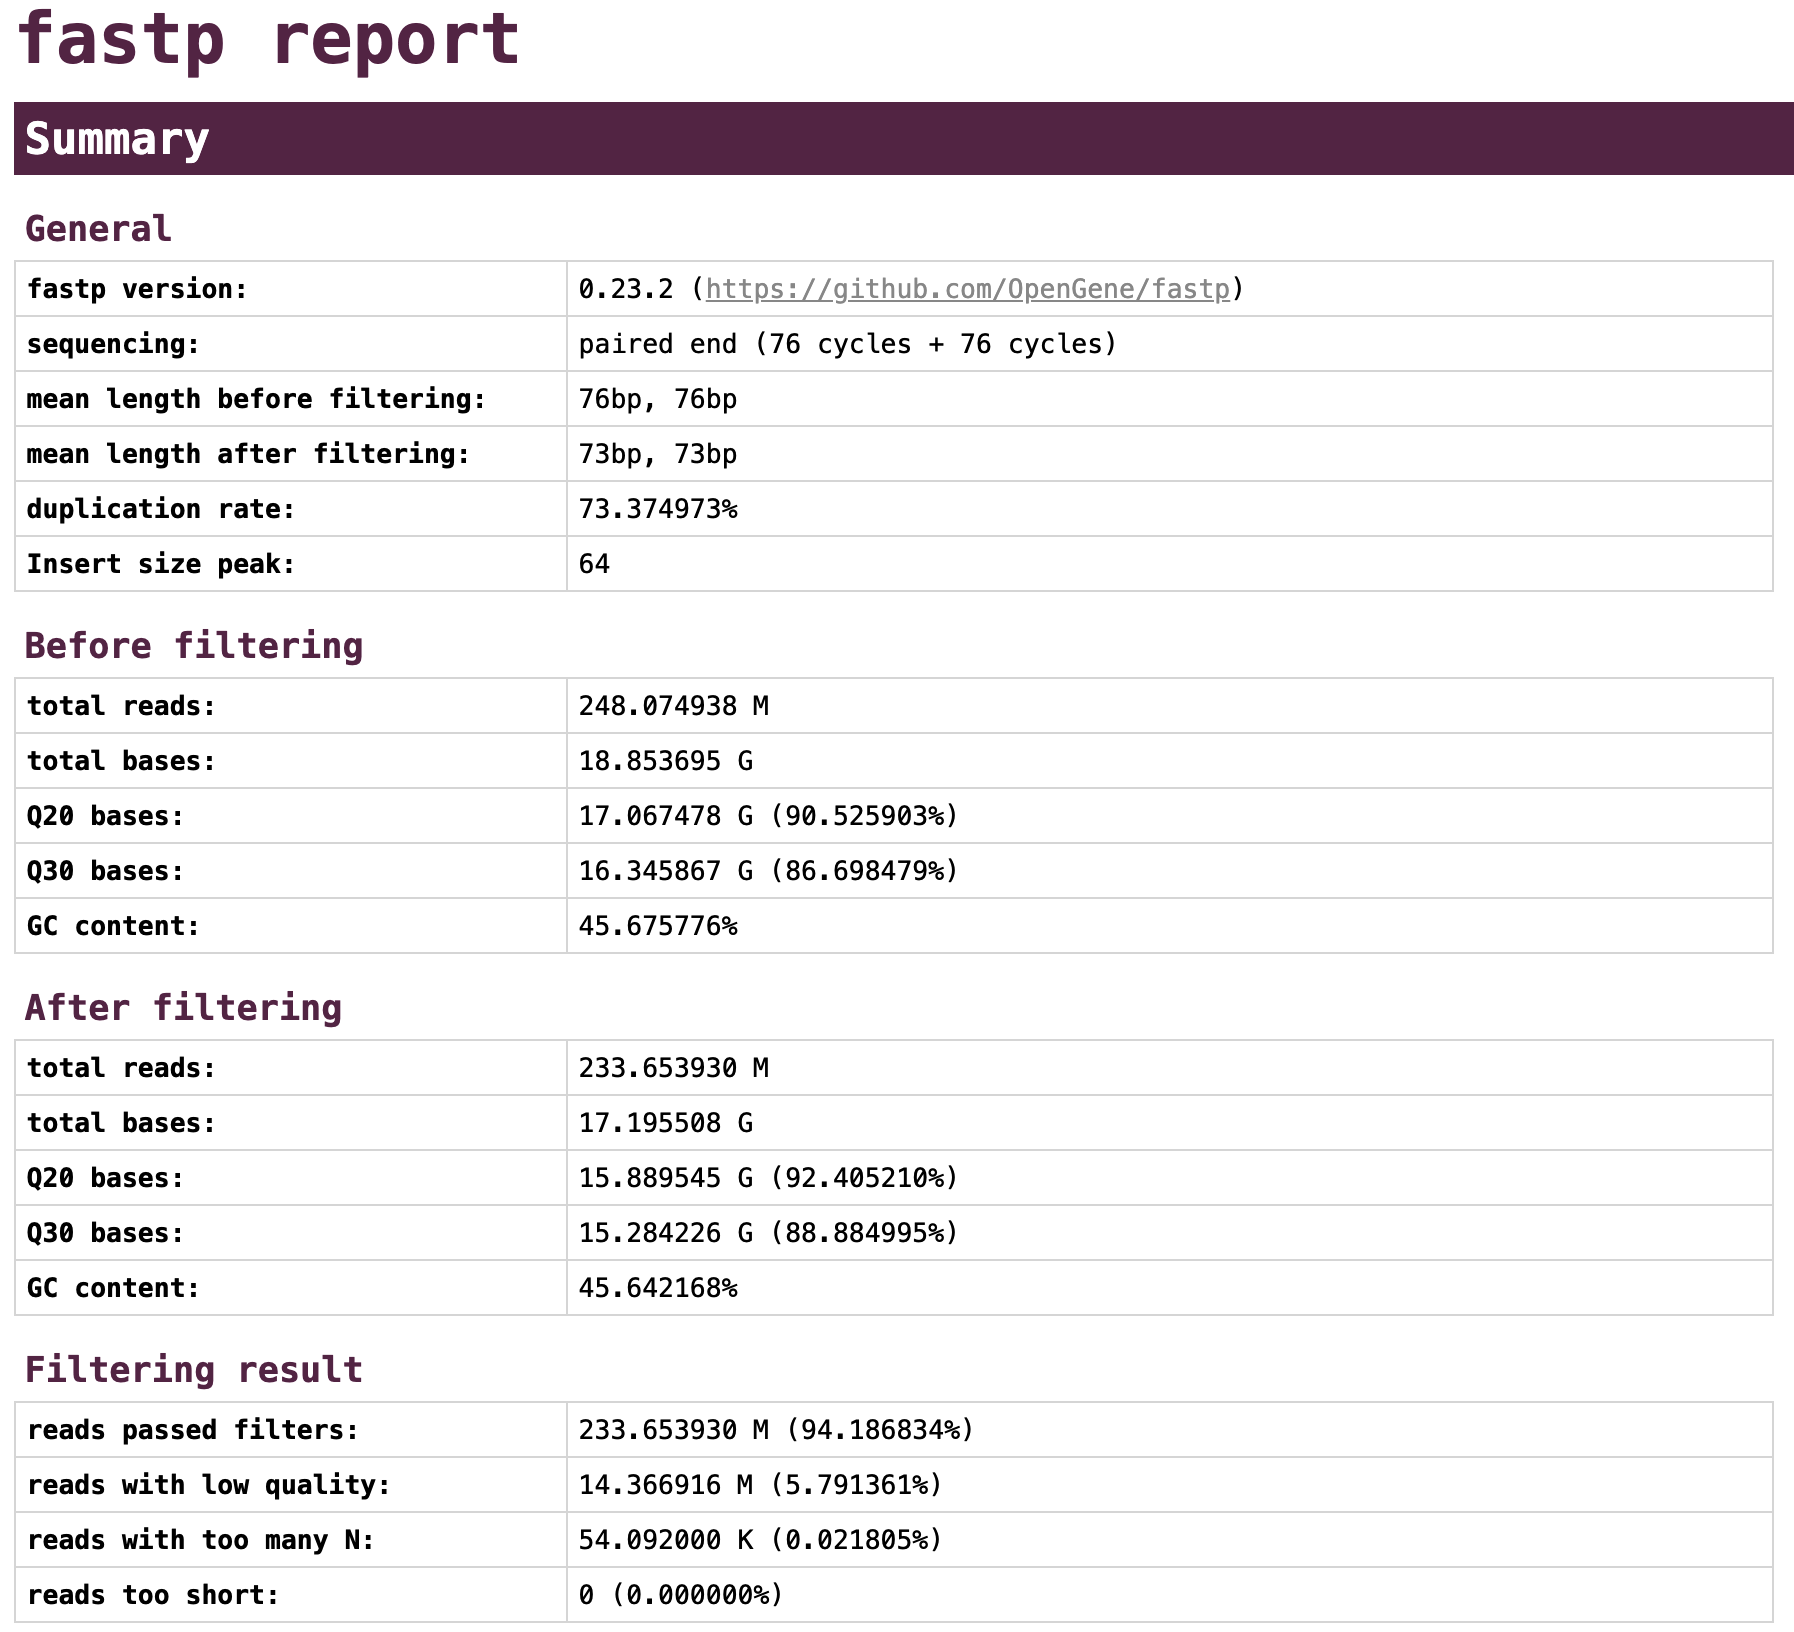 fastp report
Summary
General
fastp version: 0.23.2 (https://github.com/OpenGene/fastp)
sequencing: paired end (76 cycles + 76 cycles)
mean length before filtering: 76bp, 76bp
mean length after filtering: 73bp, 73bp
duplication rate: 73.374973%
Insert size peak: 64
Before filtering
total reads: 248.074938 M
total bases: 18.853695 G
Q20 bases: 17.067478 G (90.525903%)
Q30 bases: 16.345867 G (86.698479%)
GC content: 45.675776%
After filtering
total reads: 233.653930 M
total bases: 17.195508 G
Q20 bases: 15.889545 G (92.405210%)
Q30 bases: 15.284226 G (88.884995%)
GC content: 45.642168%
Filtering result
reads passed filters: 233.653930 M (94.186834%)
reads with low quality: 14.366916 M (5.791361%)
reads with too many N: 54.092000 K (0.021805%)
reads too short: 0 (0.000000%)